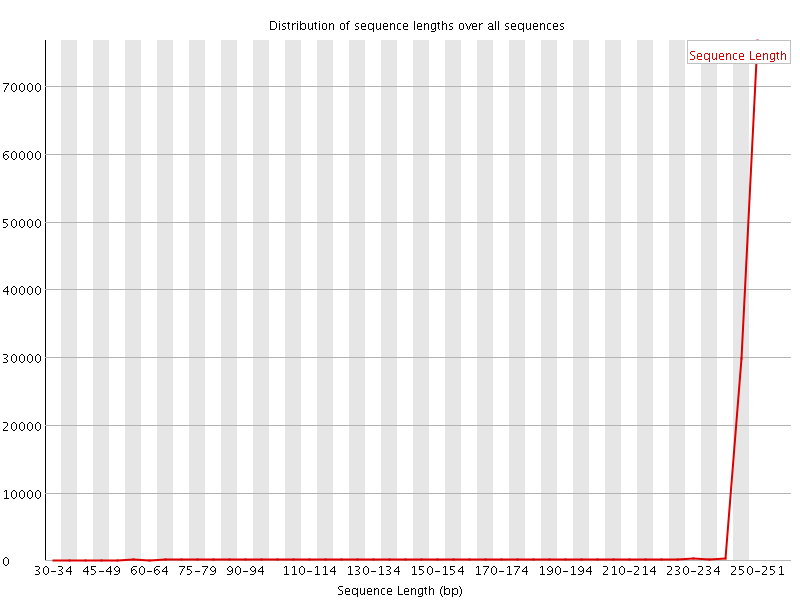 Distribution of sequence lengths over all sequences
Sequence Length
70000
60000
50000
40000
30000
20000
10000
0
30-34 45-49 60-64 75-79 90-94 110-114 130-134 150-154 170-174 190-194 210-214 230-234 250-251
Sequence Length (bp)